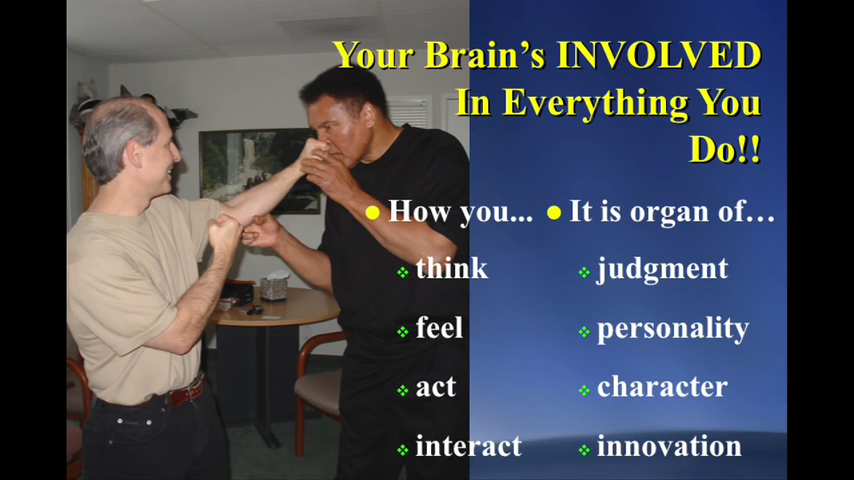 Your Brain's INVOLVED
In Everything You
Do!!
How you...
think
feel
act
interact
It is organ of…
judgment
personality
character
innovation